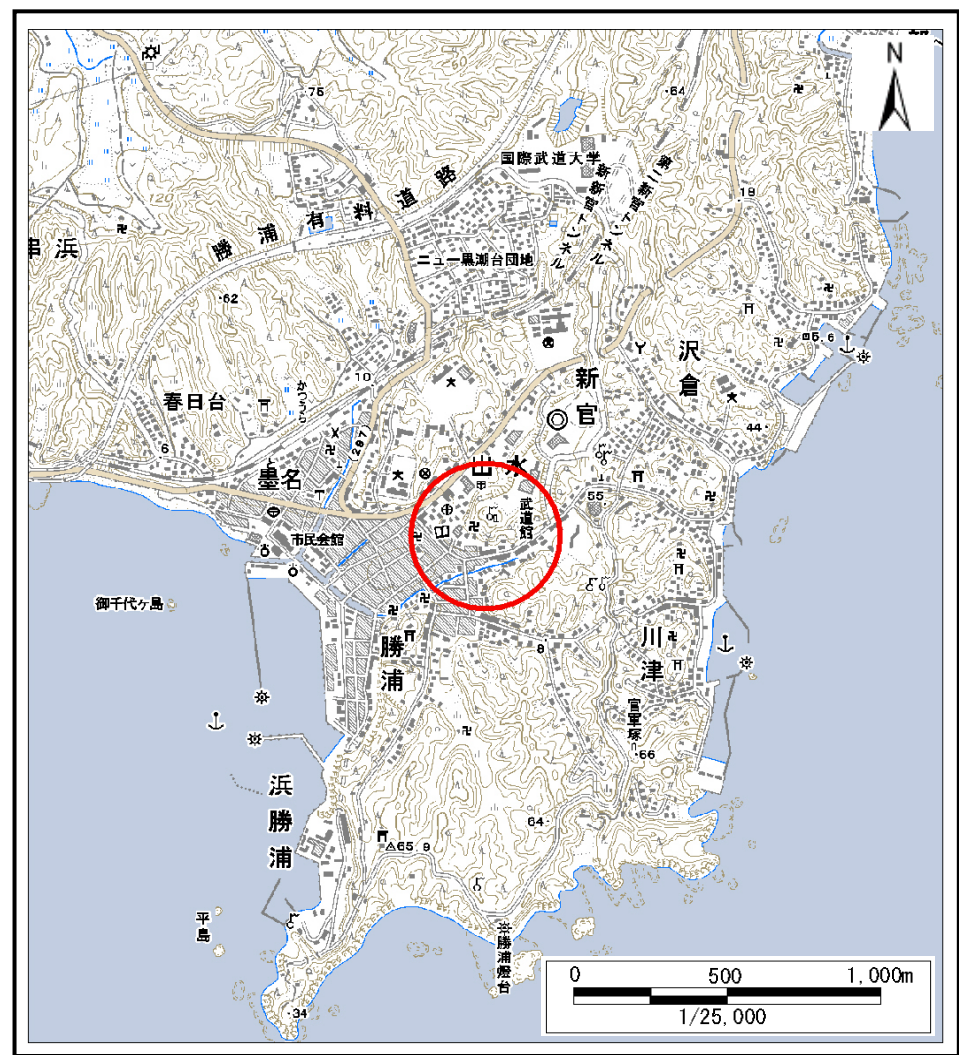 N
・75
・64
国際武道大学
新新官トンネル
第二新官トンネル
18
120
勝浦有料道路
串浜
ニュー黒潮台団地
・62
5.6
沢倉
10
新官
春日台
かつうら
(297)
44・
6
山水
墨名
55
武道館
市民会館
御千代ヶ島
勝浦
8
川津
官軍塚
・66
浜勝浦
64・
65.9
平島
勝浦燈台
・34
0 500 1,000m
1/25,000